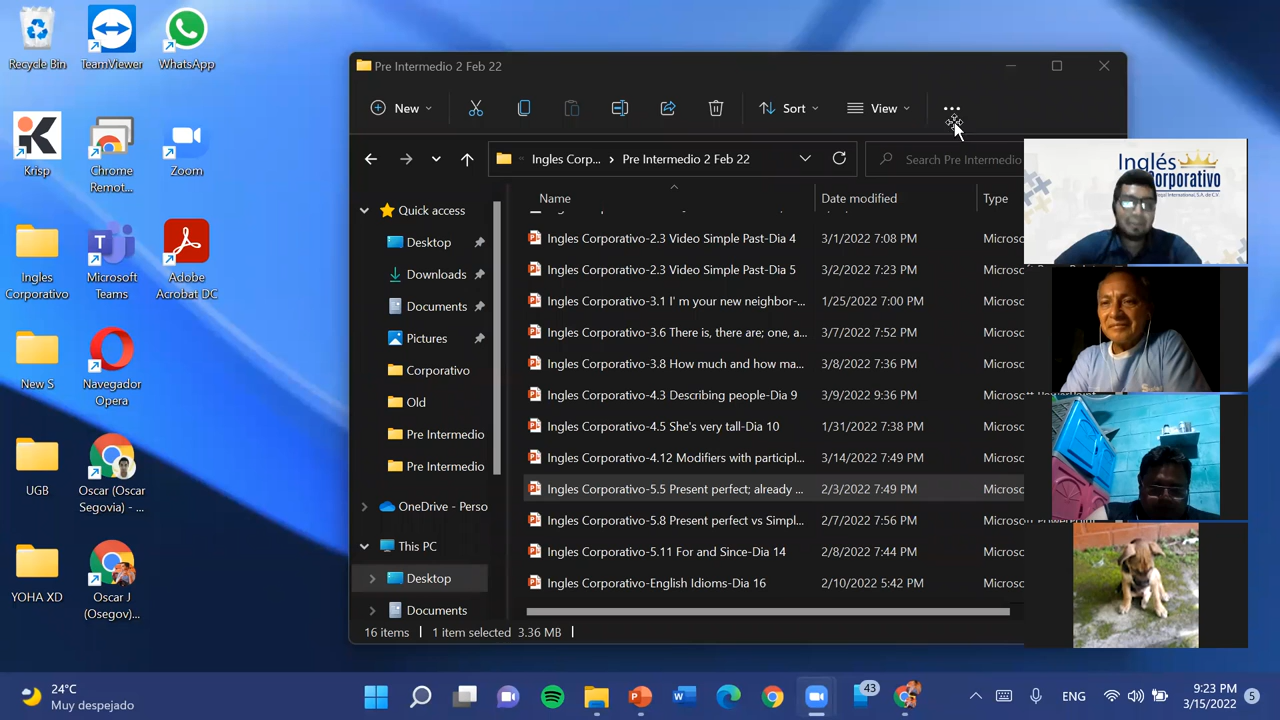 Recycle Bin
TeamViewer
WhatsApp
Krisp
Chrome Remot...
Zoom
Ingles Corporativo
Microsoft Teams
Adobe Acrobat DC
New S
Navegador Opera
UGB
Oscar (Oscar Segovia) - ...
YOHA XD
Oscar J (Osegov)...
Pre Intermedio 2 Feb 22
New
Sort
View
Ingles Corp...
Pre Intermedio 2 Feb 22
Search Pre Intermedio
Name
Date modified
Type
Quick access
Desktop
Downloads
Documents
Pictures
Corporativo
Old
Pre Intermedio
Pre Intermedio
OneDrive - Perso
This PC
Desktop
Documents
Ingles Corporativo-2.3 Video Simple Past-Dia 4 3/1/2022 7:08 PM Micros
Ingles Corporativo-2.3 Video Simple Past-Dia 5 3/2/2022 7:23 PM Microsc
Ingles Corporativo-3.1 I' m your new neighbor-... 1/25/2022 7:00 PM Microsc
Ingles Corporativo-3.6 There is, there are; one, a... 3/7/2022 7:52 PM Microsc
Ingles Corporativo-3.8 How much and how ma... 3/8/2022 7:36 PM Microsc
Ingles Corporativo-4.3 Describing people-Dia 9 3/9/2022 9:36 PM Microsc
Ingles Corporativo-4.5 She's very tall-Dia 10 1/31/2022 7:38 PM Microsc
Ingles Corporativo-4.12 Modifiers with participl... 3/14/2022 7:49 PM Microsc
Ingles Corporativo-5.5 Present perfect; already ... 2/3/2022 7:49 PM Microsc
Ingles Corporativo-5.8 Present perfect vs Simpl... 2/7/2022 7:56 PM Microsc
Ingles Corporativo-5.11 For and Since-Dia 14 2/8/2022 7:44 PM Microsc
Ingles Corporativo-English Idioms-Dia 16 2/10/2022 5:42 PM Microsc
16 items
1 item selected 3.36 MB
Inglés
Corporativo
24°C
Muy despejado
43
ENG
9:23 PM
3/15/2022
5